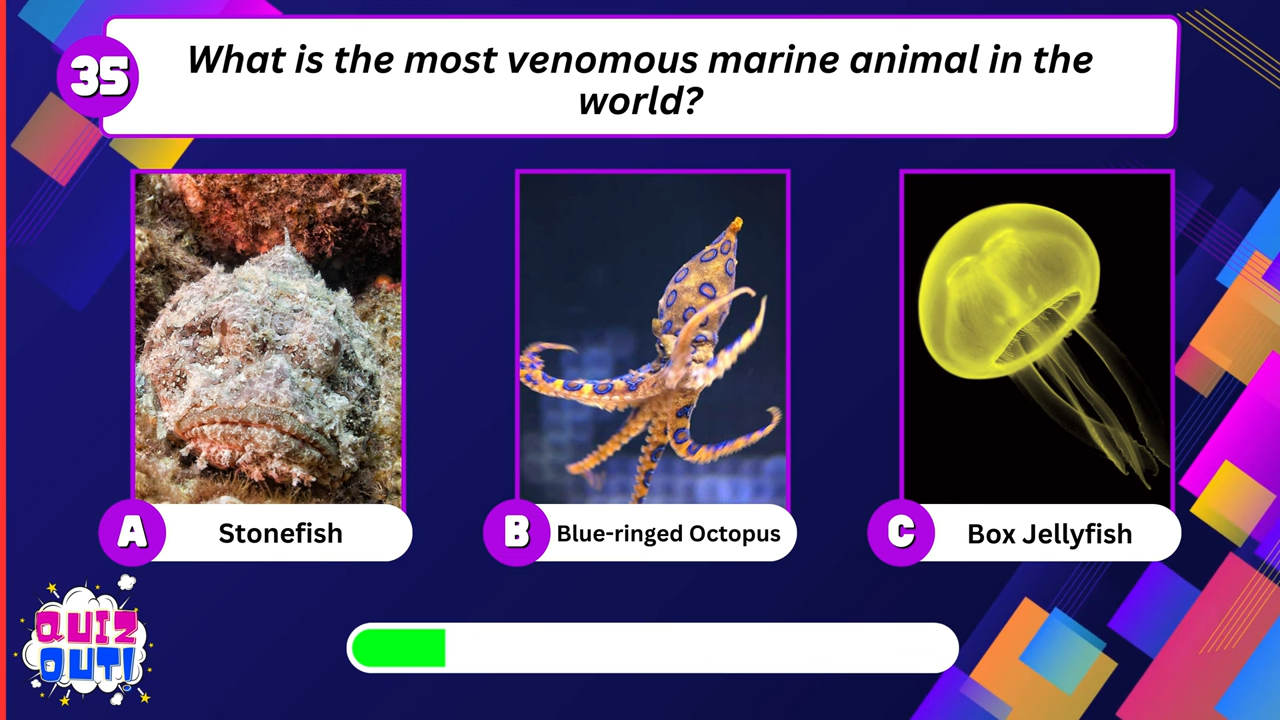 35
What is the most venomous marine animal in the
world?
A Stonefish
B Blue-ringed Octopus
C Box Jellyfish
QUIZ
OUT!